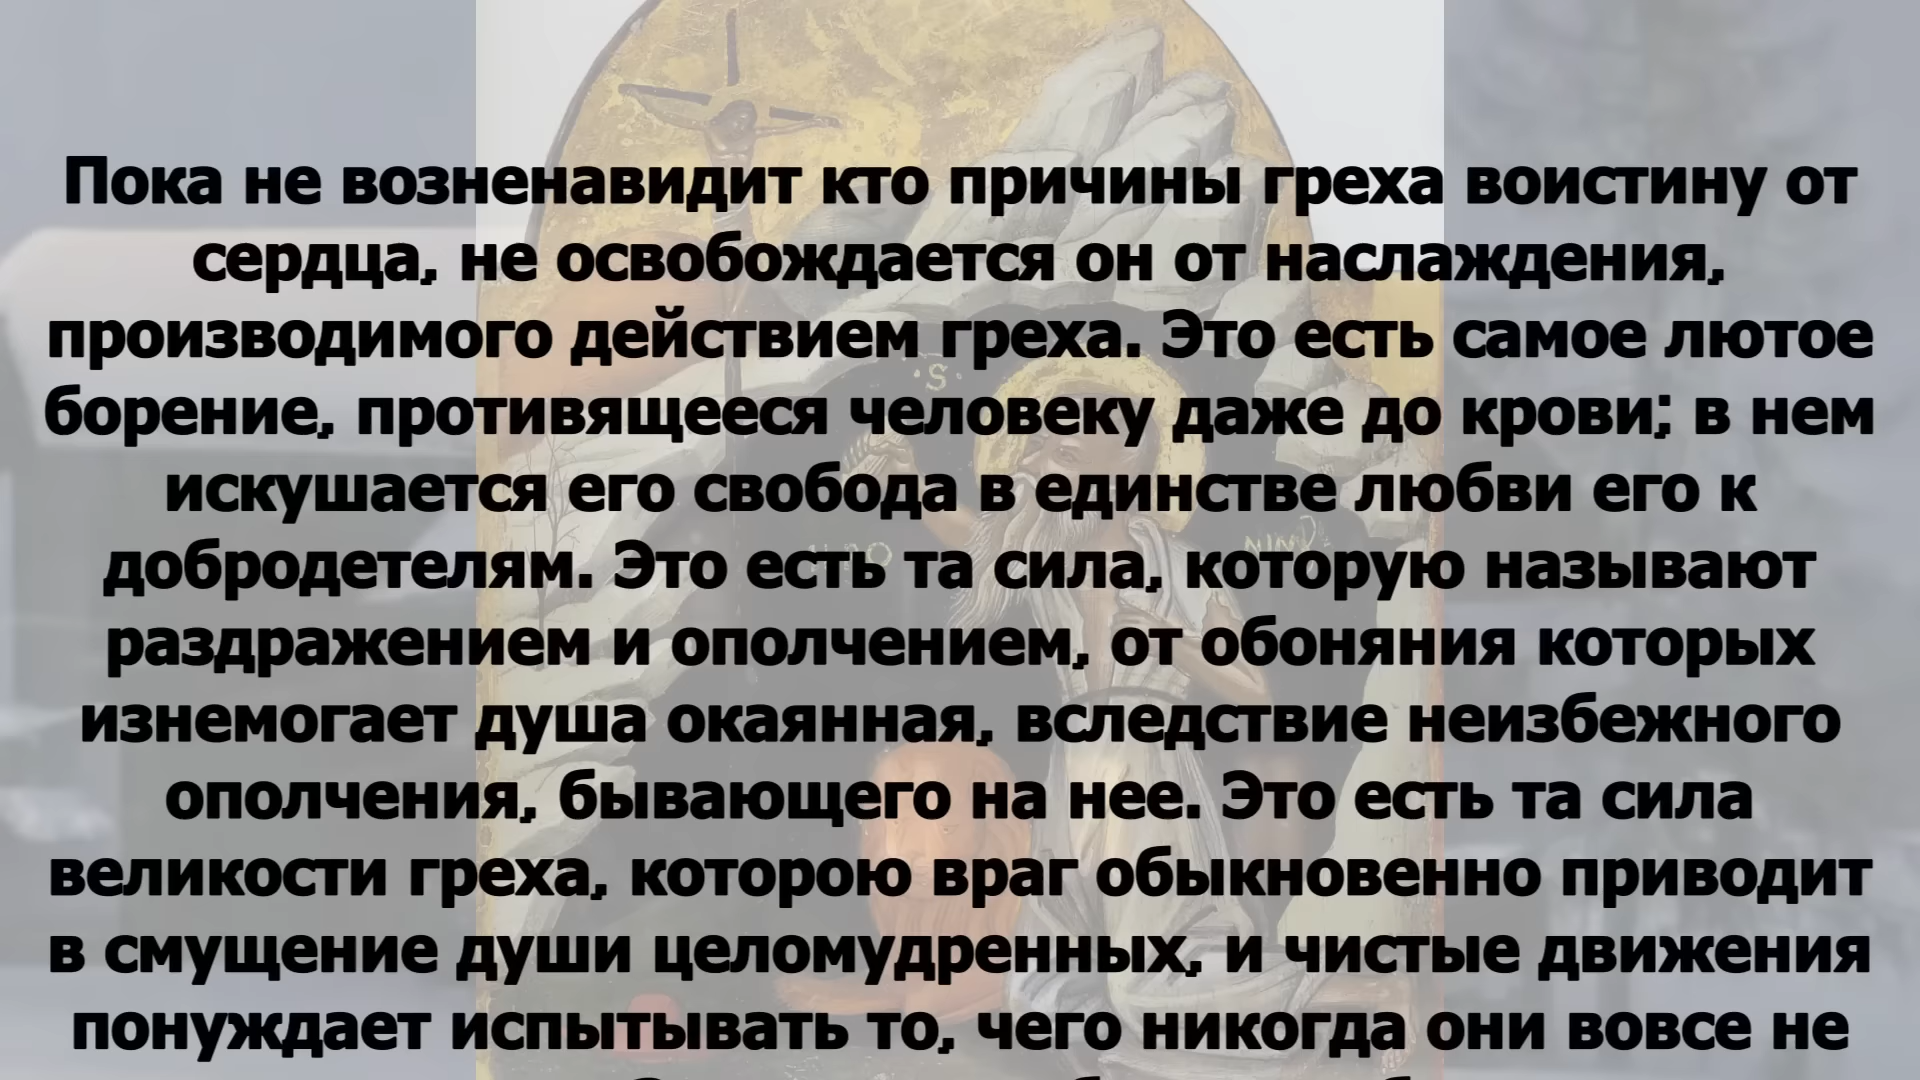 Пока не возненавидит кто причины греха воистину от
сердца, не освобождается он от наслаждения,
производимого действием греха. Это есть самое лютое
борение, противящееся человеку даже до крови; в нем
искушается его свобода в единстве любви его к
добродетелям. Это есть та сила, которую называют
раздражением и ополчением, от обоняния которых
изнемогает душа окаянная, вследствие неизбежного
ополчения, бывающего на нее. Это есть та сила
великости греха, которою враг обыкновенно приводит
в смущение души целомудренных, и чистые движения
понуждает испытывать то, чего никогда они вовсе не